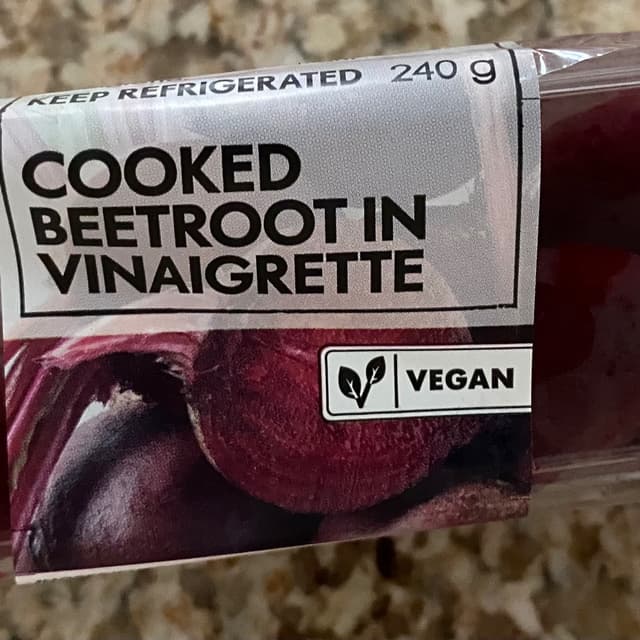 KEEP REFRIGERATED 240 g
COOKED
BEETROOT IN
VINAIGRETTE
VEGAN